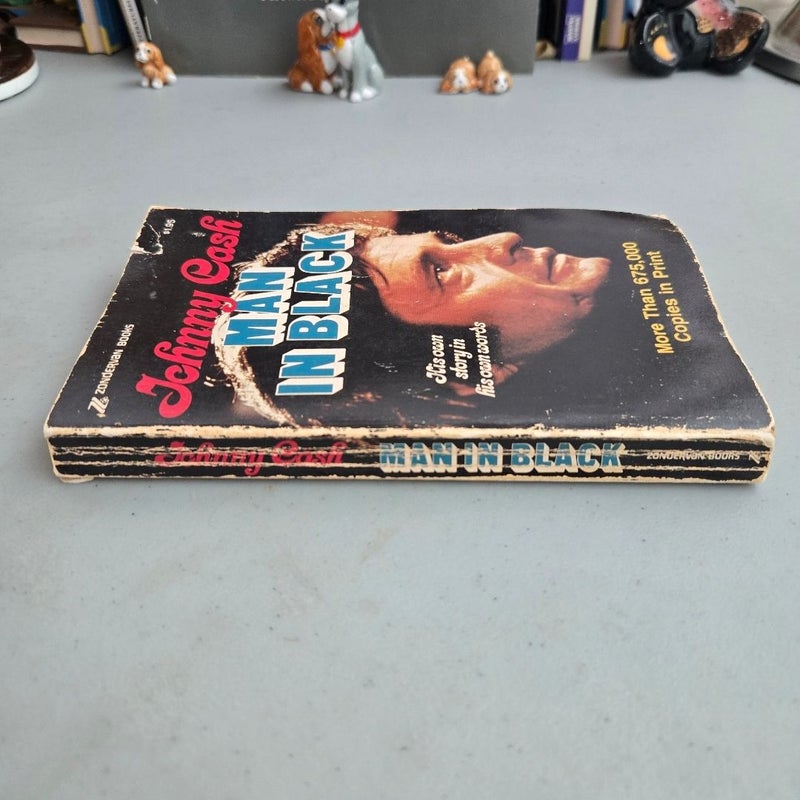 $1.95
ZONDERVAN BOOKS
Johnny Cash
MAN
IN BLACK
His own
story in
his own words
More Than 675,000
Copies in Print
Johnny Cash MAN IN BLACK ZONDERVAN BOOKS